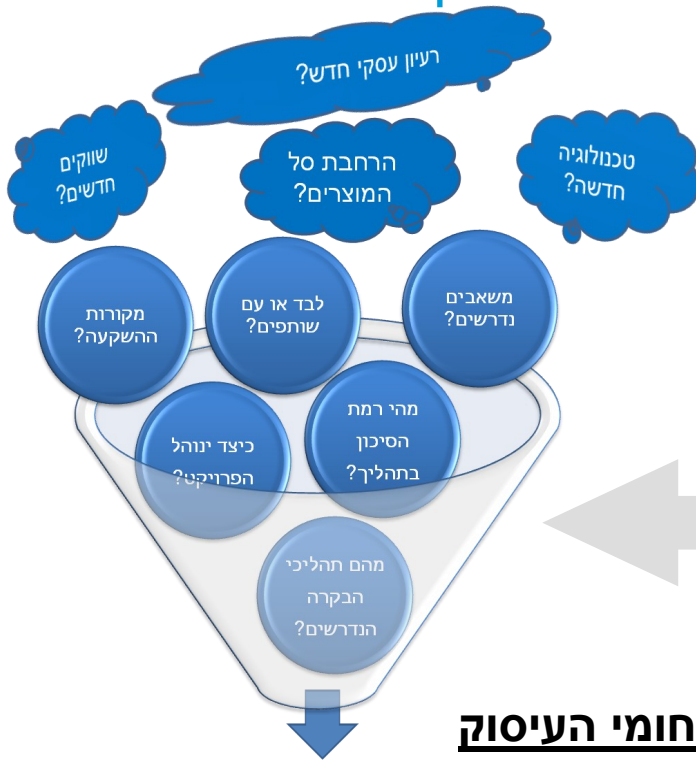 רעיון עסקי חדש?
טכנולוגיה
חדשה?
הרחבת סל
המוצרים?
שווקים
חדשים?
משאבים
נדרשים?
לבד או עם
שותפים?
מקורות
ההשקעה?
מהי רמת
הסיכון
בתהליך?
כיצד ינוהל
הפרויקט?
מהם תהליכי
הבקרה
הנדרשים?
חומי העיסוק